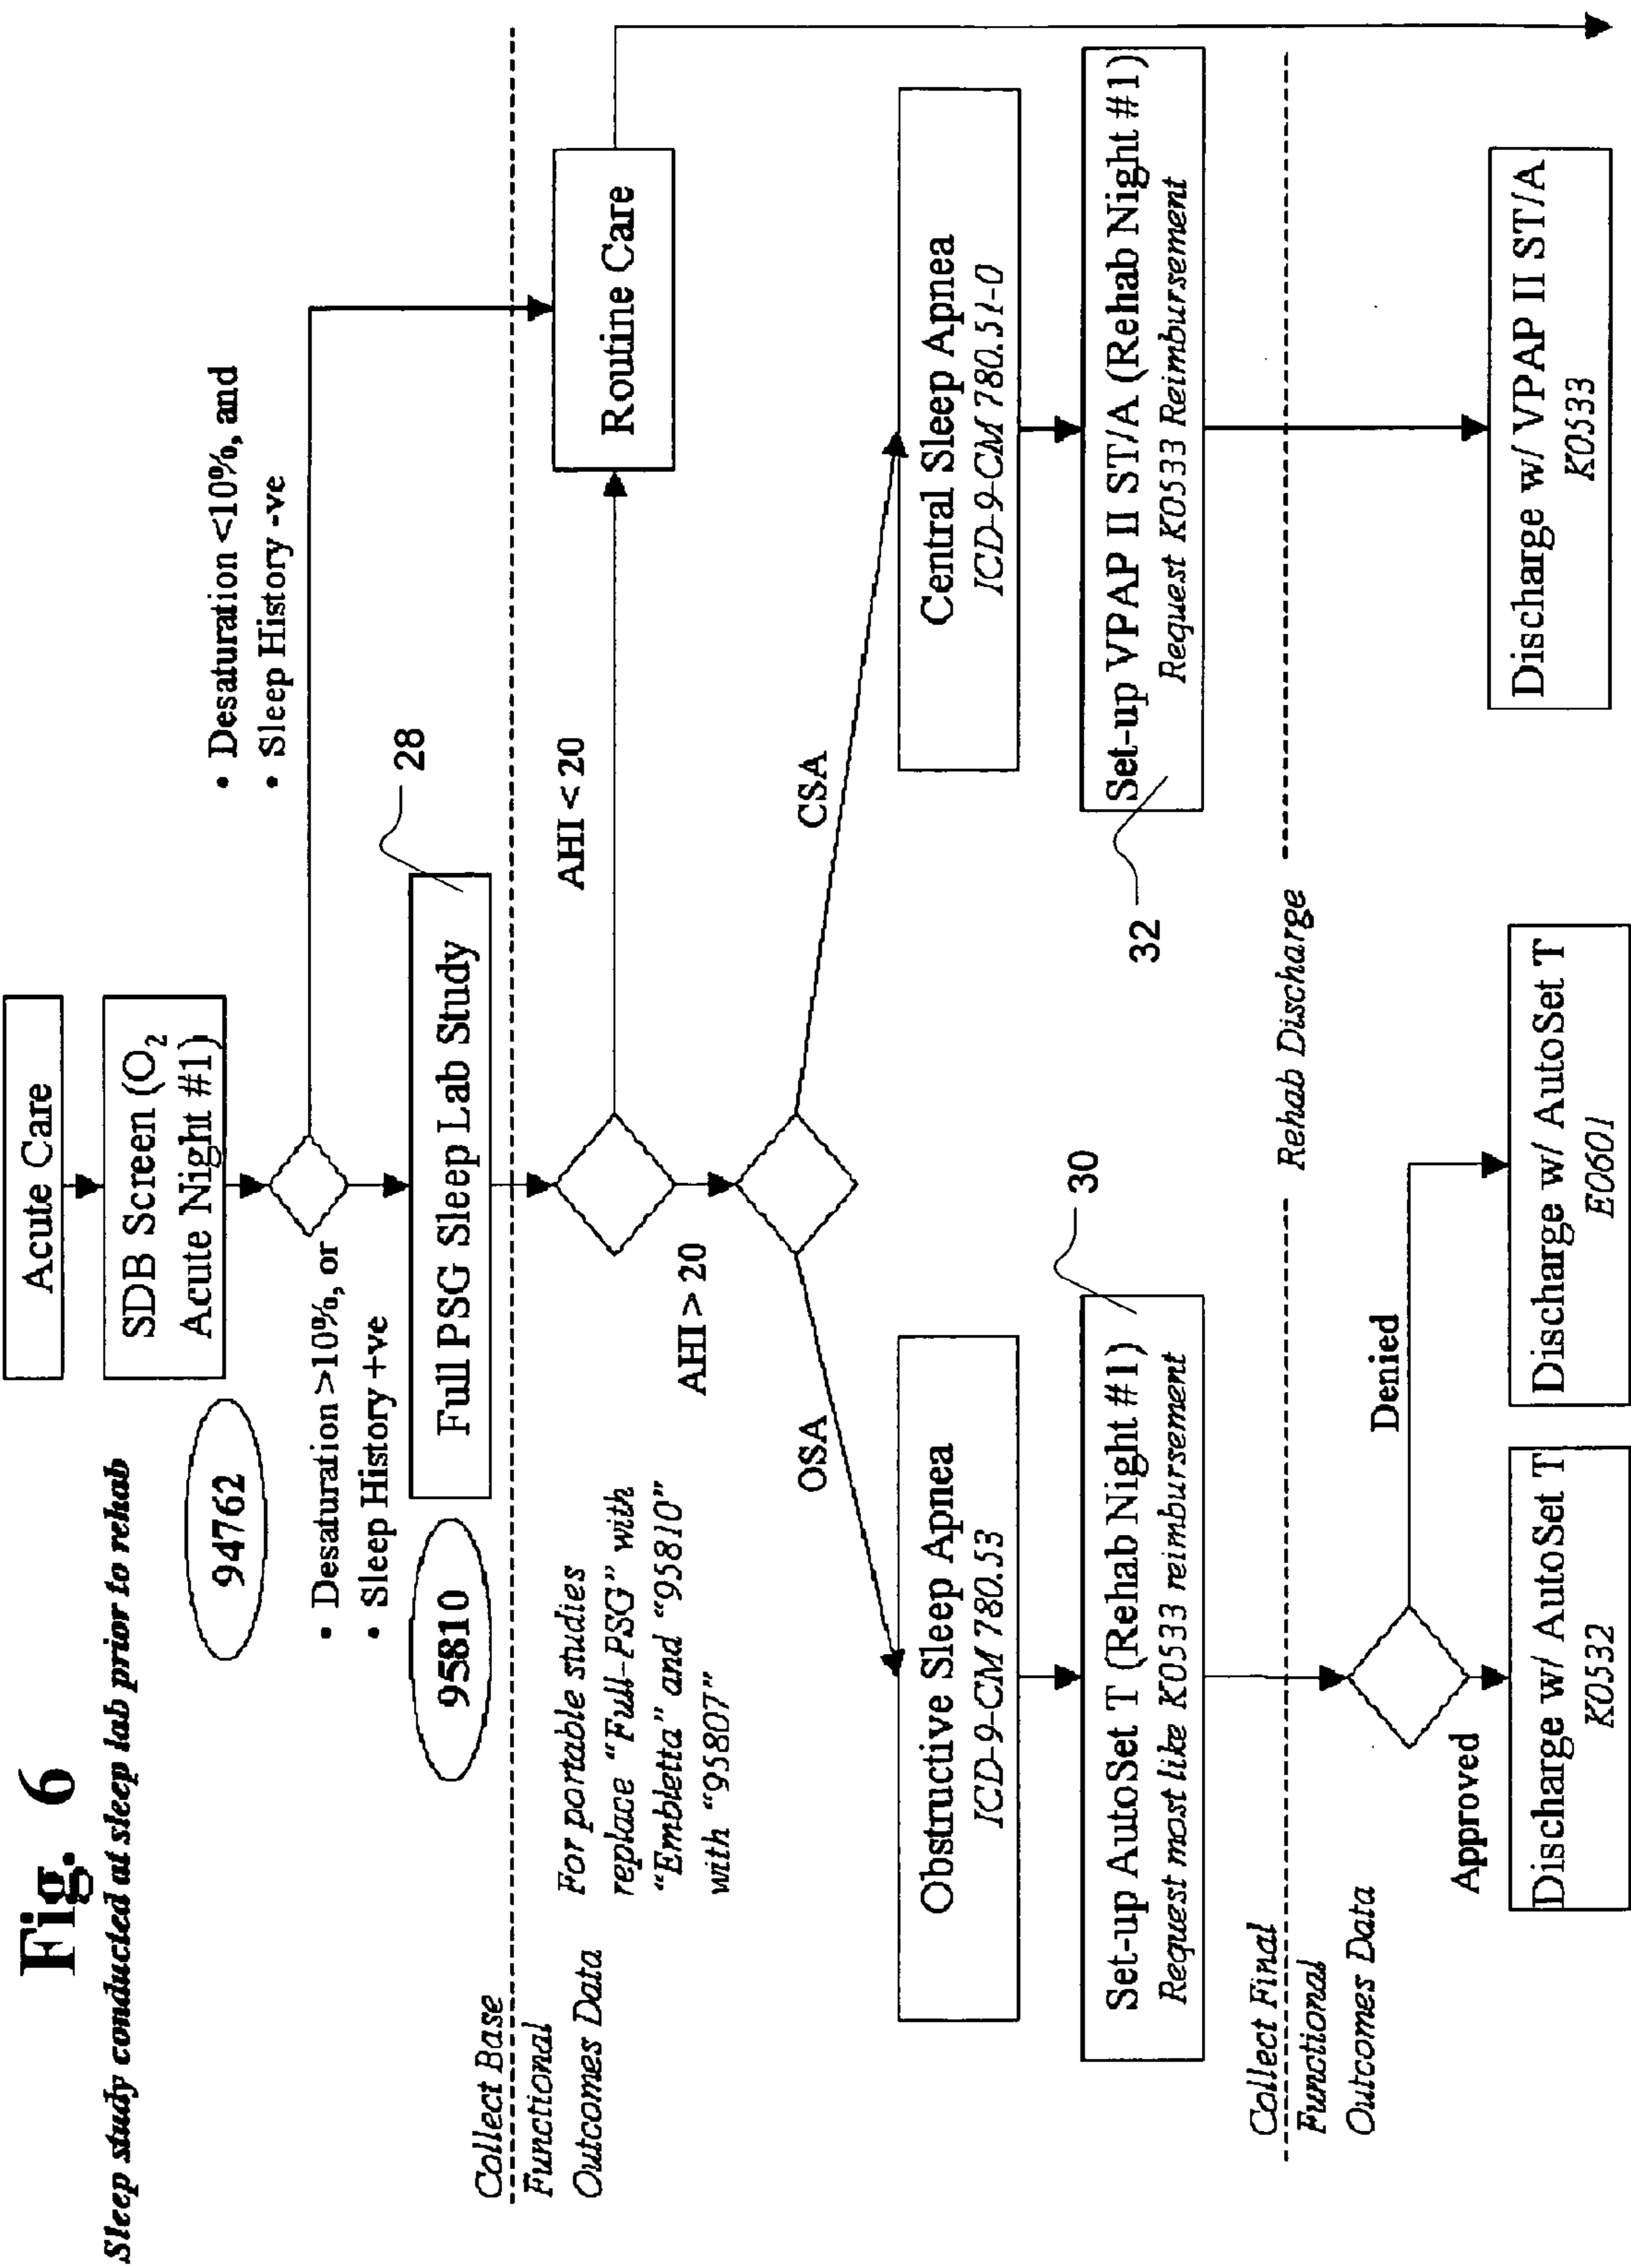 Fig. 6
Sleep study conducted at sleep lab prior to rehab
Acute Care
94762
SDB Screen (O2
Acute Night #1)
• Desaturation <10%, and
• Sleep History -ve
• Desaturation >10%, or
• Sleep History +ve
95810
Full PSG Sleep Lab Study
28
Collect Base
Functional
Outcomes Data
For portable studies
replace "Full-PSG" with
"Embletta" and "95810"
with "95807"
AHI < 20
Routine Care
AHI > 20
OSA
CSA
Obstructive Sleep Apnea
ICD-9-CM 780.53
Central Sleep Apnea
ICD-9-CM 780.51-0
30
Set-up AutoSet T (Rehab Night #1)
Request most like K0533 reimbursement
32
Set-up VPAP II ST/A (Rehab Night #1)
Request K0533 Reimbursement
Collect Final
Functional
Outcomes Data
Rehab Discharge
Approved
Denied
Discharge w/ AutoSet T
K0532
Discharge w/ AutoSet T
E0601
Discharge w/ VPAP II ST/A
K0533